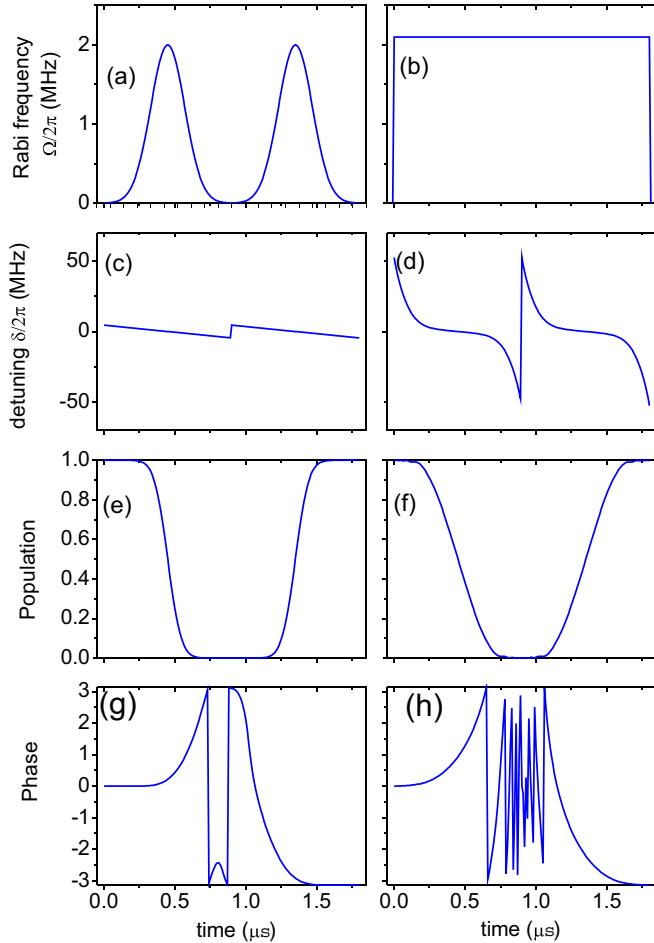 Rabi frequency
Ω/2π (MHz)
2
1
0
(a)
(b)
detuning δ/2π (MHz)
50
0
-50
(c)
(d)
Population
1.0
0.8
0.6
0.4
0.2
0.0
(e)
(f)
Phase
3
2
1
0
-1
-2
-3
(g)
(h)
0.0 0.5 1.0 1.5
0.0 0.5 1.0 1.5
time (μs)
time (μs)